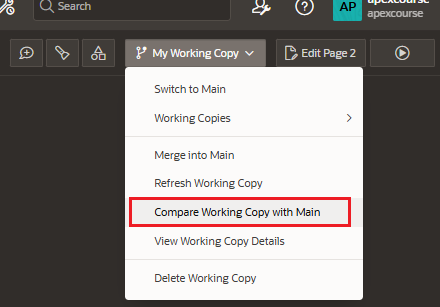 Search
apexcourse
AP
apexcourse
My Working Copy
Edit Page 2
Switch to Main
Working Copies
Merge into Main
Refresh Working Copy
Compare Working Copy with Main
View Working Copy Details
Delete Working Copy